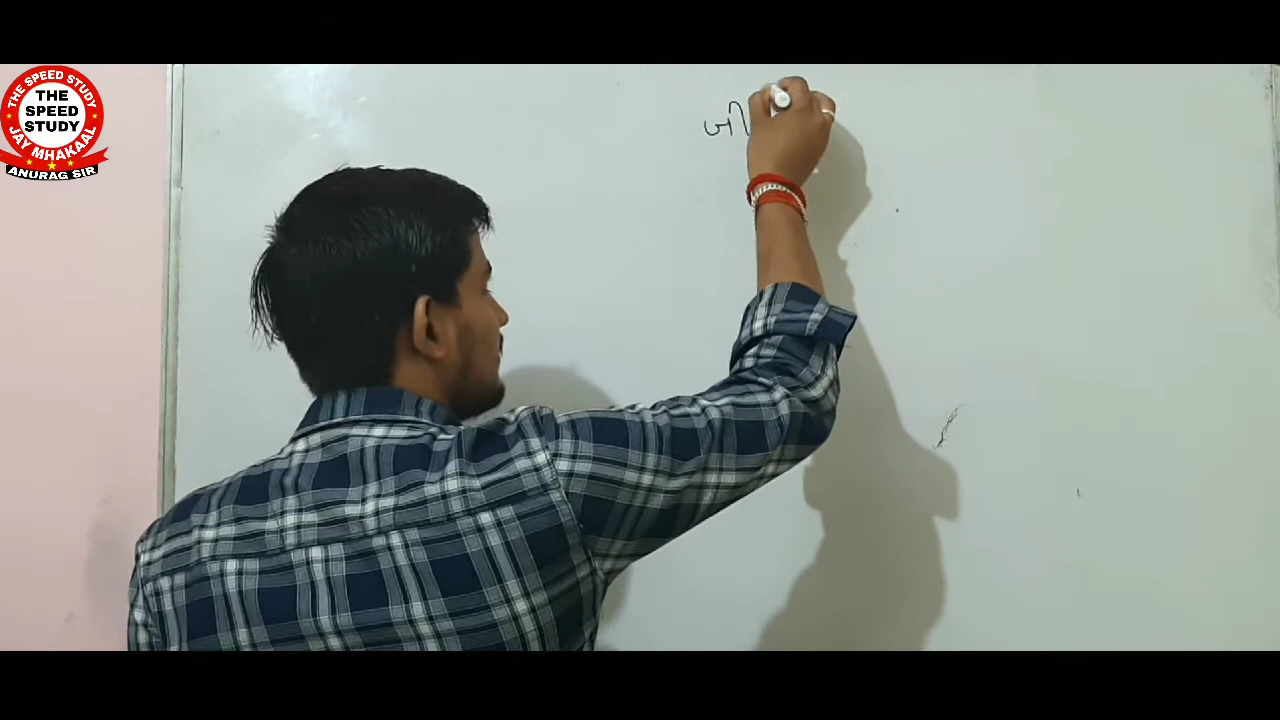 THE SPEED STUDY
THE
SPEED
STUDY
JAY MHAKAAL
ANURAG SIR
जी